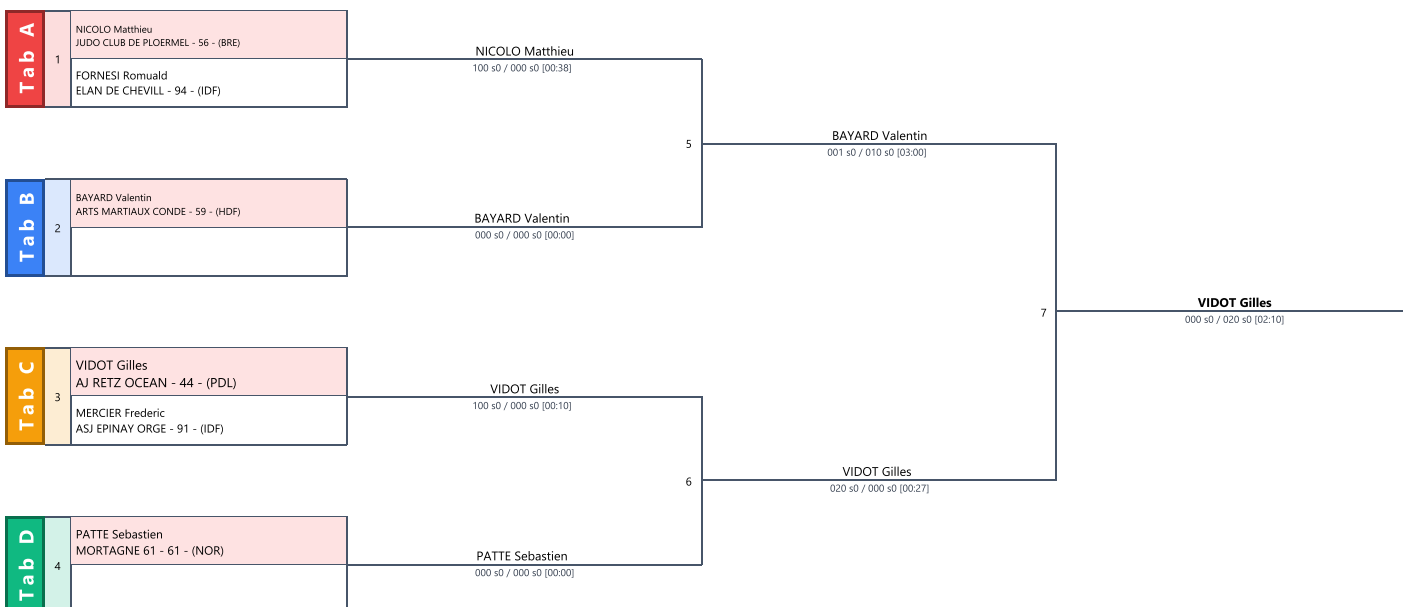 Tab A
1
NICOLO Matthieu
JUDO CLUB DE PLOERMEL - 56 - (BRE)
FORNESI Romuald
ELAN DE CHEVILL - 94 - (IDF)
NICOLO Matthieu
100 s0 / 000 s0 [00:38]
5
BAYARD Valentin
001 s0 / 010 s0 [03:00]
Tab B
2
BAYARD Valentin
ARTS MARTIAUX CONDE - 59 - (HDF)
BAYARD Valentin
000 s0 / 000 s0 [00:00]
7
VIDOT Gilles
000 s0 / 020 s0 [02:10]
Tab C
3
VIDOT Gilles
AJ RETZ OCEAN - 44 - (PDL)
MERCIER Frederic
ASJ EPINAY ORGE - 91 - (IDF)
VIDOT Gilles
100 s0 / 000 s0 [00:10]
6
VIDOT Gilles
020 s0 / 000 s0 [00:27]
Tab D
4
PATTE Sebastien
MORTAGNE 61 - 61 - (NOR)
PATTE Sebastien
000 s0 / 000 s0 [00:00]